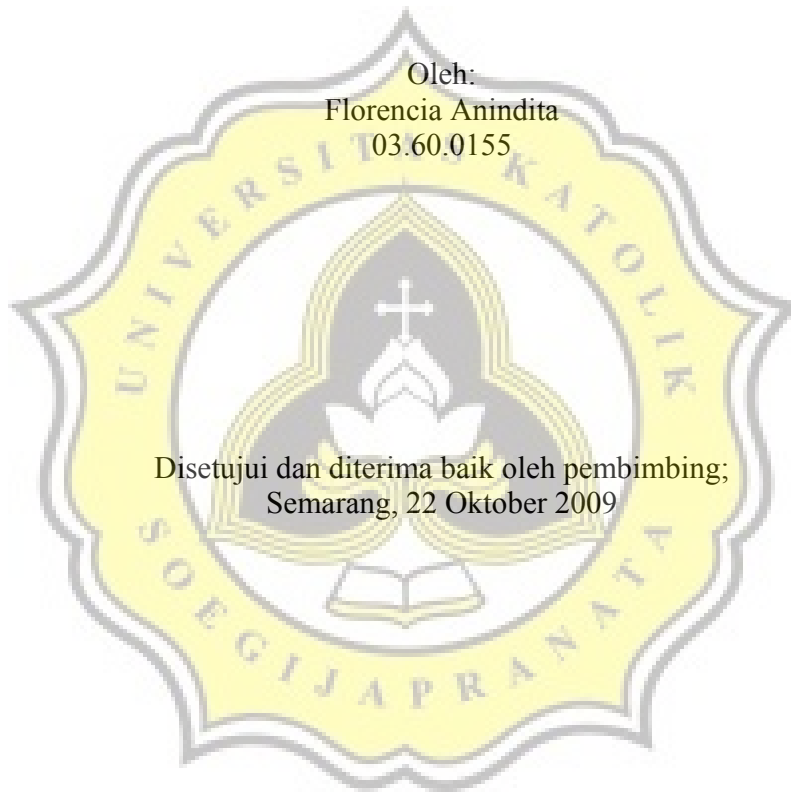 Oleh:
Florencia Anindita
03.60.0155
UNIVERSITAS KATOLIK
Disetujui dan diterima baik oleh pembimbing;
Semarang, 22 Oktober 2009
SOEGIJAPRANATA